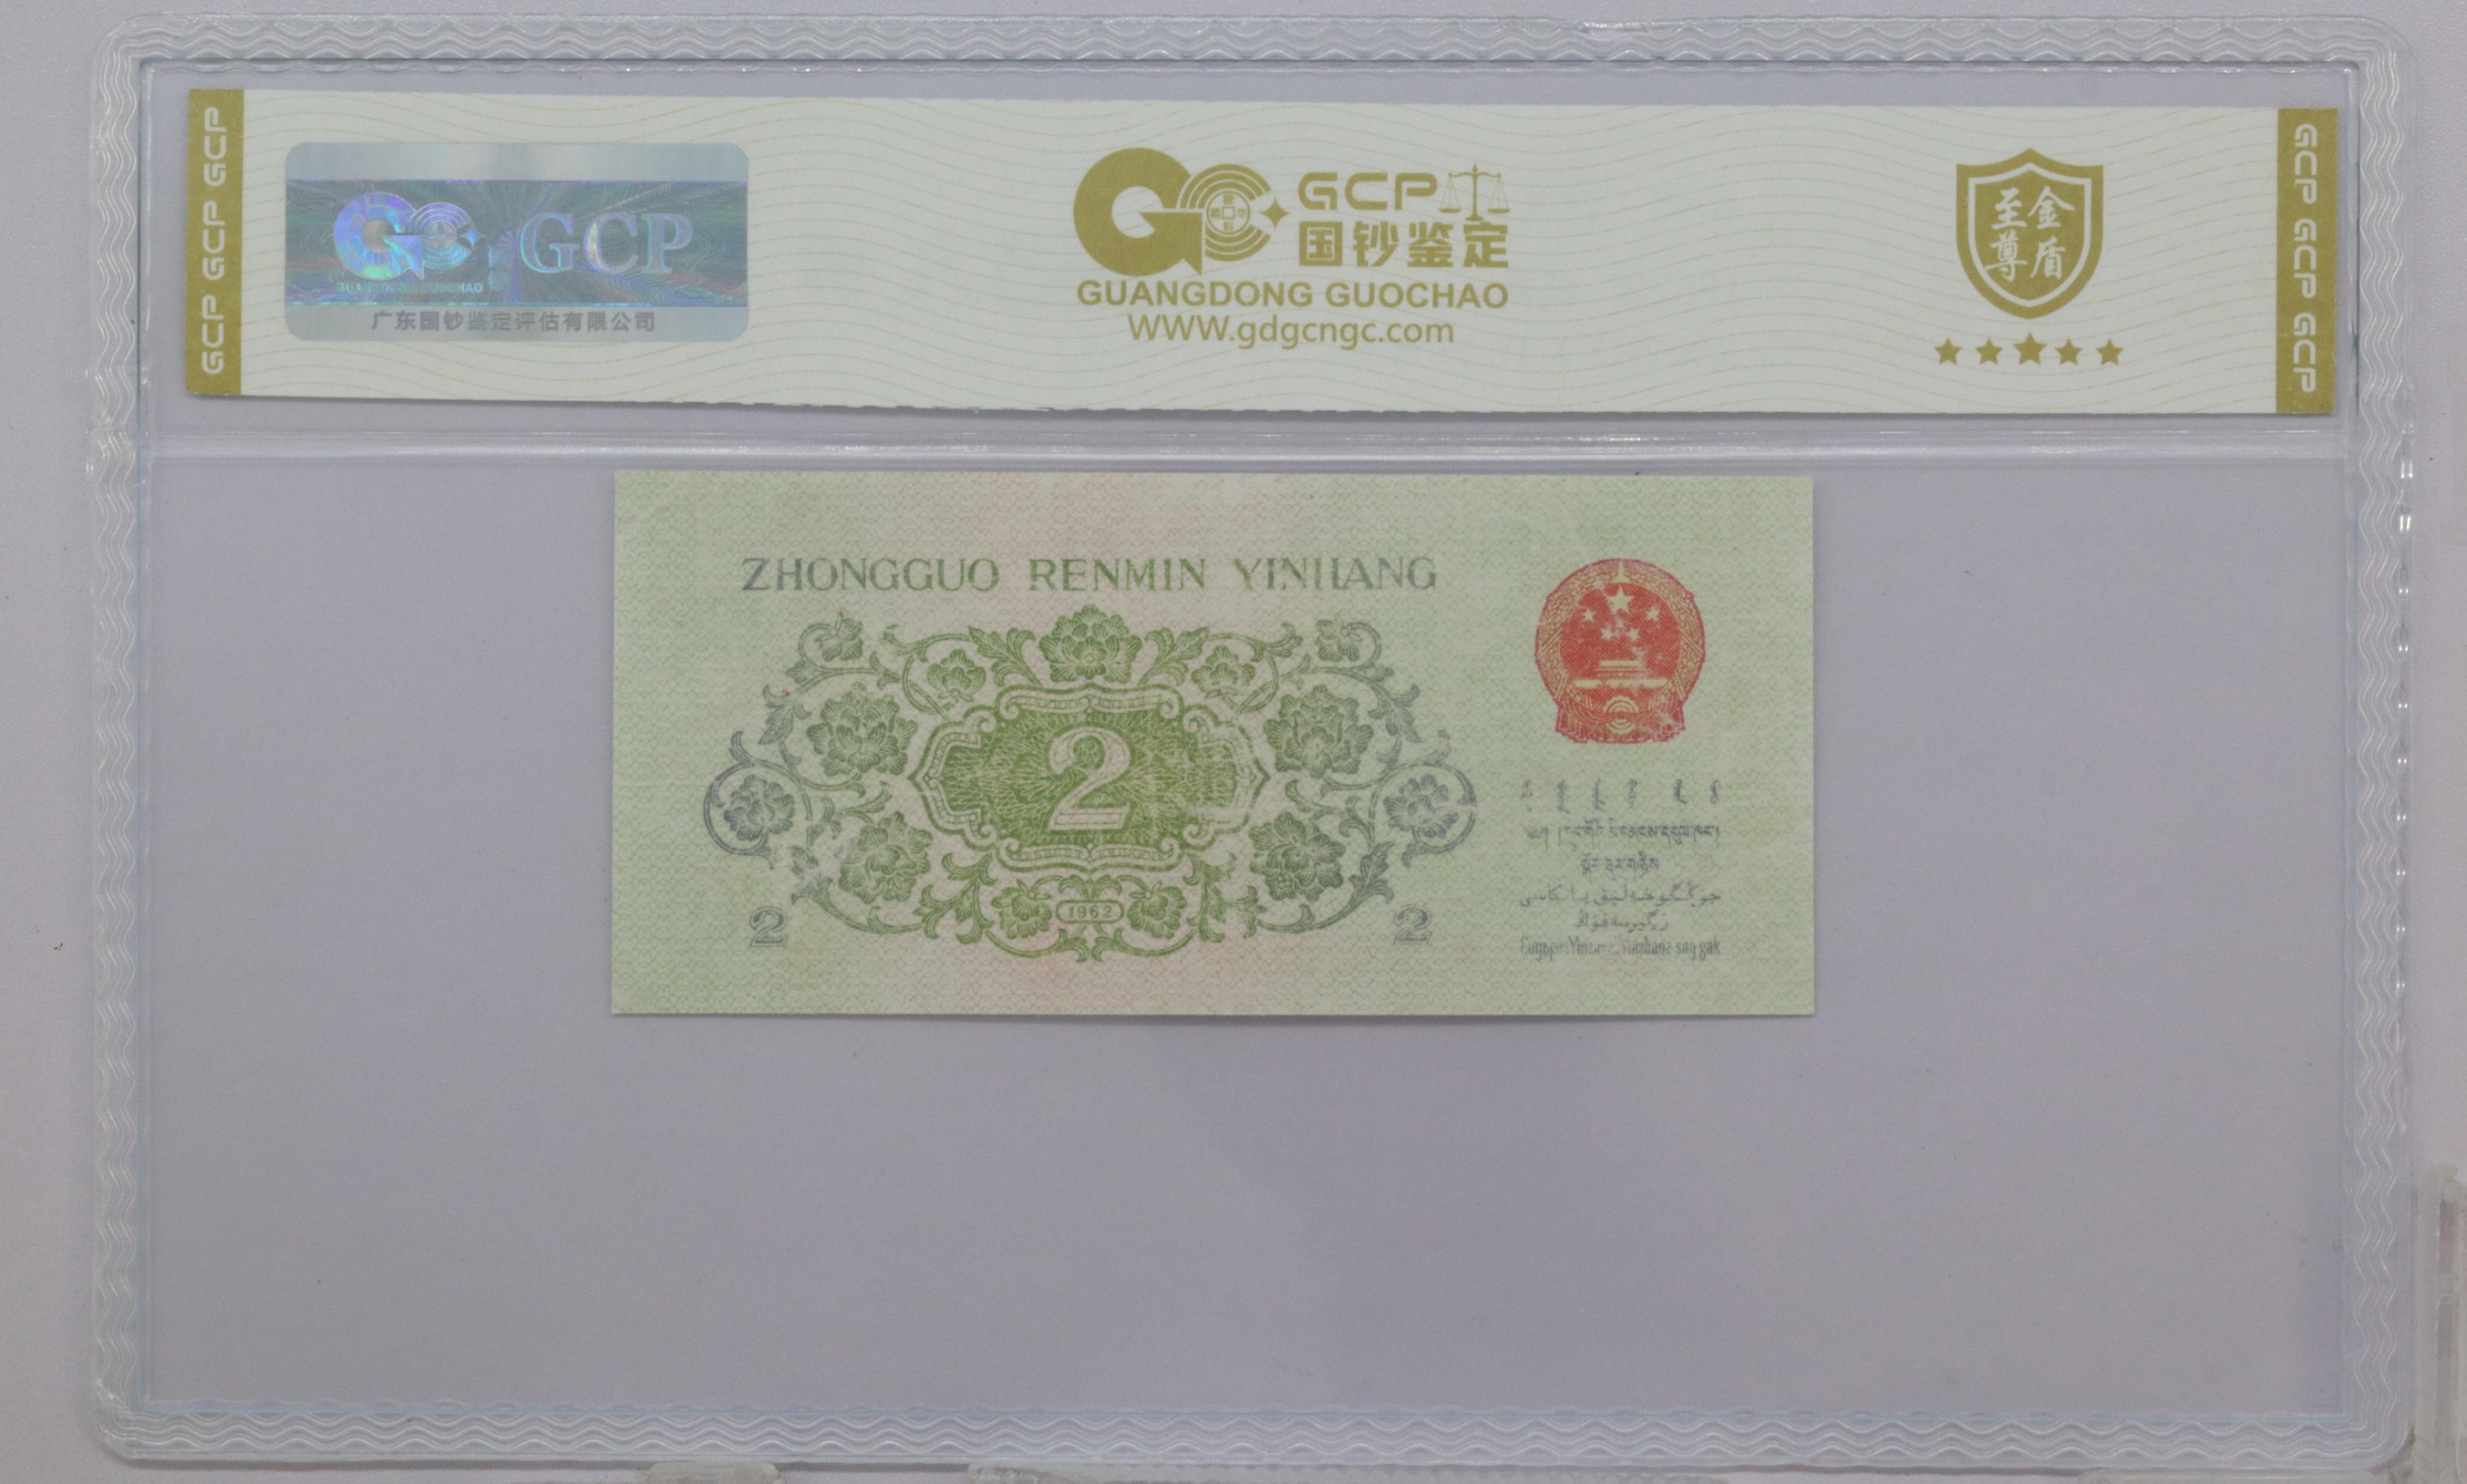 GCP GCP GCP
GCP
GUANGDONG GUOCHAO
广东国钞鉴定评估有限公司
GCP
国钞鉴定
GUANGDONG GUOCHAO
WWW.gdgcngc.com
至金
尊盾
GCP GCP GCP
ZHONGGUO RENMIN YINHANG
2
1962
2
2